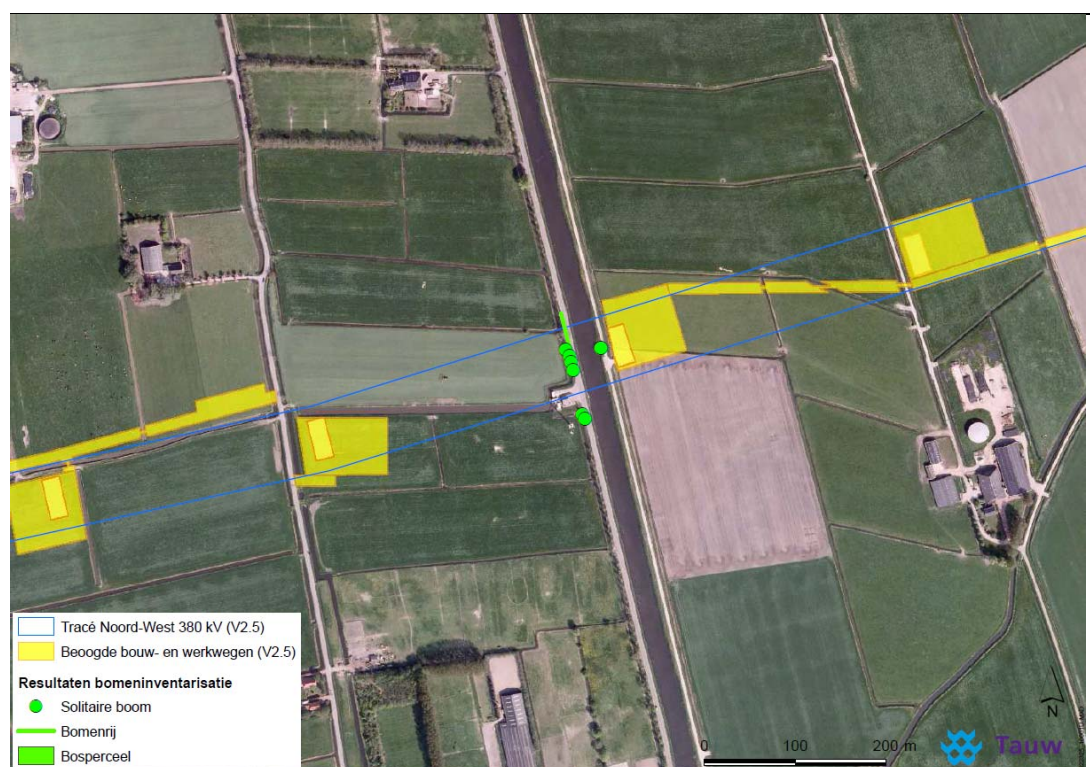 Tracé Noord-West 380 kV (V2.5)
Beoogde bouw- en werkwegen (V2.5)
Resultaten bomeninventarisatie
Solitaire boom
Bomenrij
Bosperceel
N
0 100 200 m
Tauw